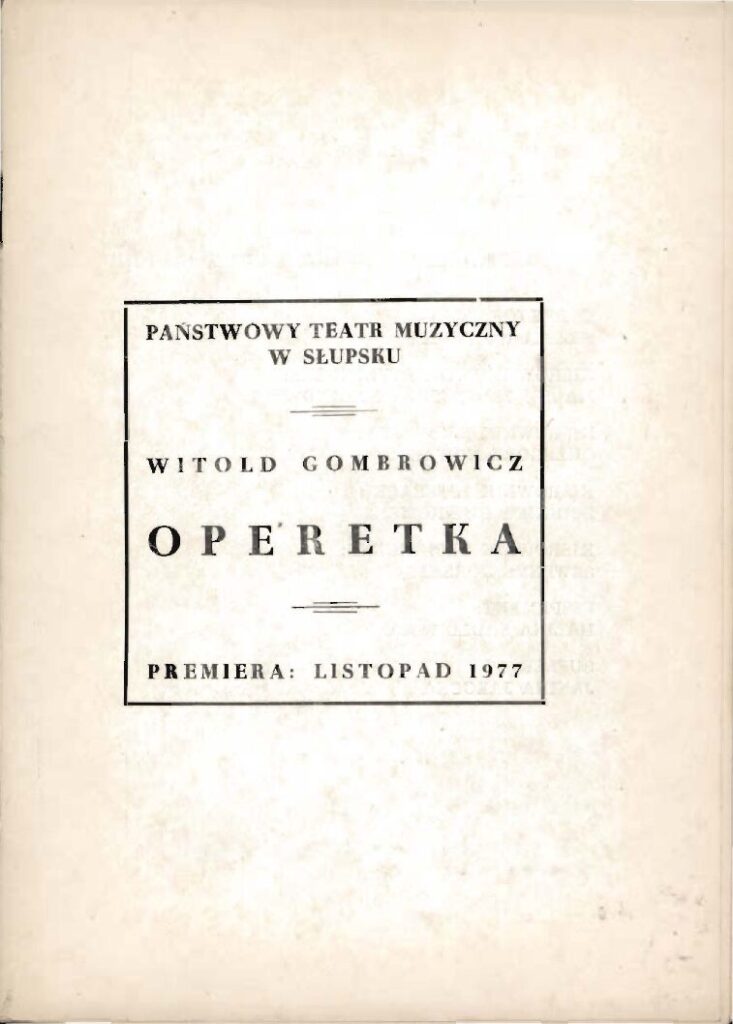 PAŃSTWOWY TEATR MUZYCZNY
W SŁUPSKU
WITOLD GOMBROWICZ
OPERETKA
PREMIERA: LISTOPAD 1977